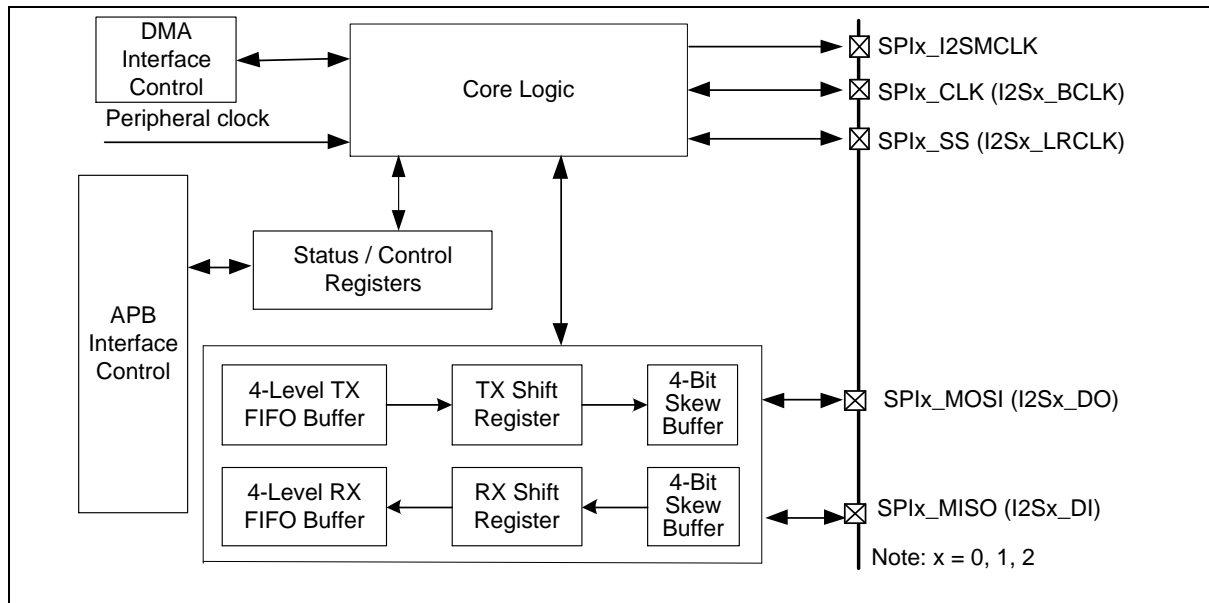 DMA
Interface
Control
Peripheral clock
Core Logic
SPIx_I2SMCLK
SPIx_CLK (I2Sx_BCLK)
SPIx_SS (I2Sx_LRCLK)
APB
Interface
Control
Status / Control
Registers
4-Level TX
FIFO Buffer
TX Shift
Register
4-Bit
Skew
Buffer
SPIx_MOSI (I2Sx_DO)
4-Level RX
FIFO Buffer
RX Shift
Register
4-Bit
Skew
Buffer
SPIx_MISO (I2Sx_DI)
Note: x = 0, 1, 2